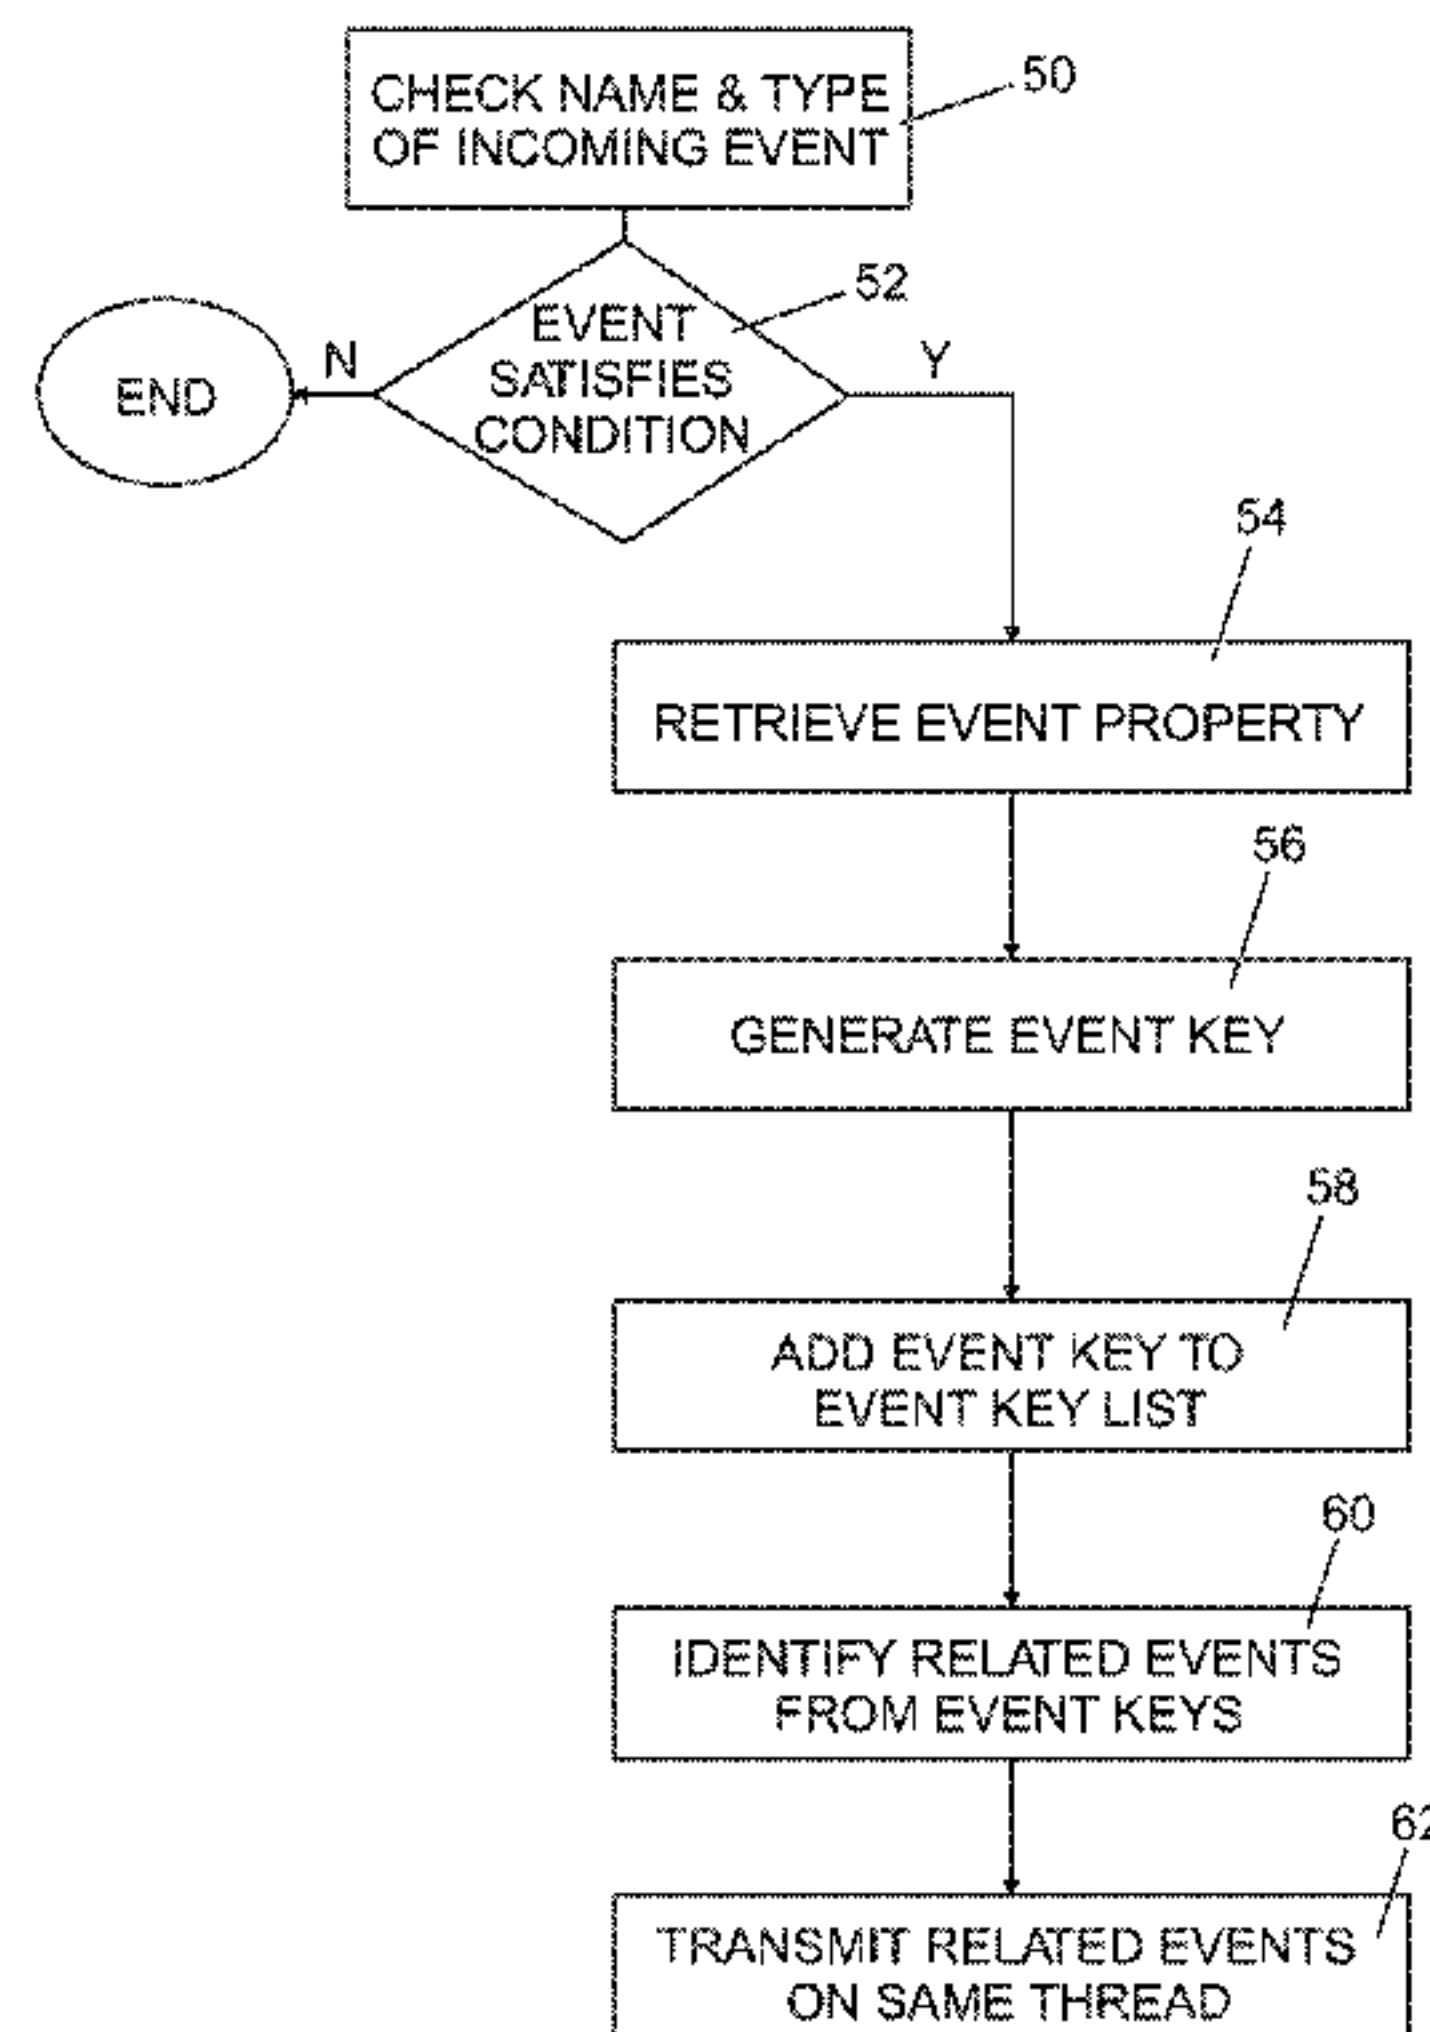 CHECK NAME & TYPE
OF INCOMING EVENT
50
52
EVENT
SATISFIES
CONDITION
N
Y
END
54
RETRIEVE EVENT PROPERTY
56
GENERATE EVENT KEY
58
ADD EVENT KEY TO
EVENT KEY LIST
60
IDENTIFY RELATED EVENTS
FROM EVENT KEYS
62
TRANSMIT RELATED EVENTS
ON SAME THREAD